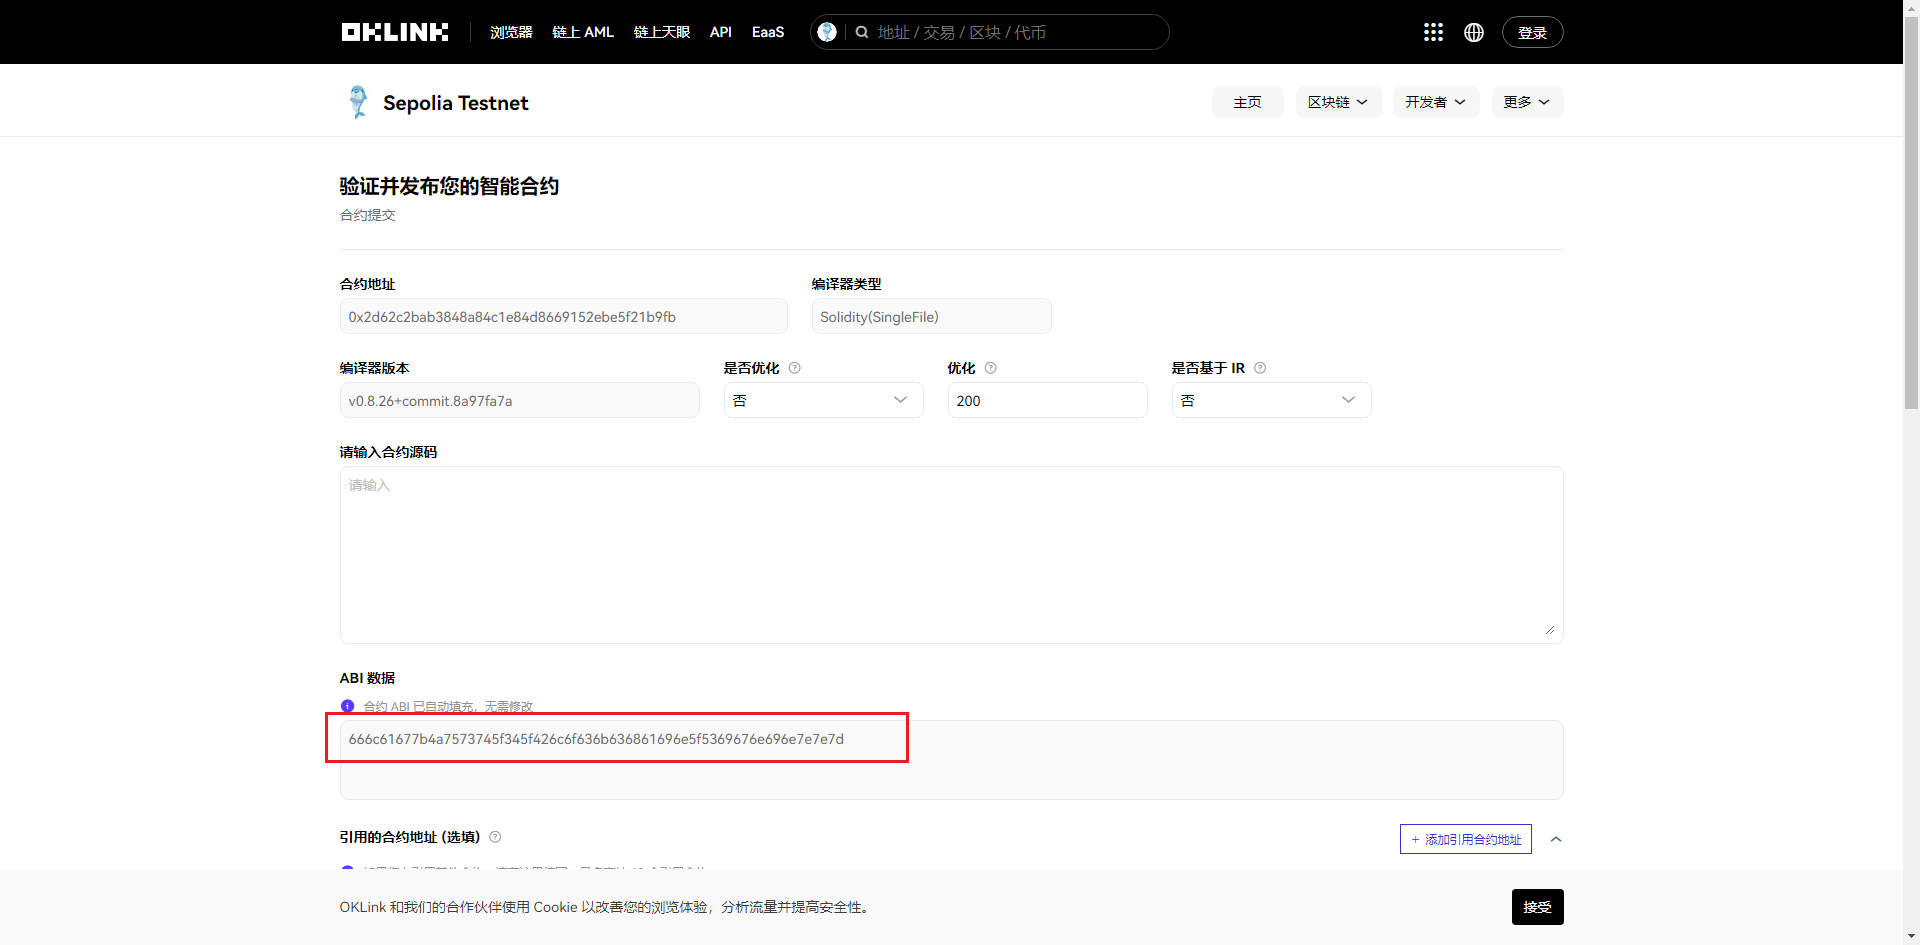 OKLINK 浏览器 链上 AML 链上天眼 API EaaS 地址 / 交易 / 区块 / 代币 登录
Sepolia Testnet 主页 区块链 开发者 更多
验证并发布您的智能合约
合约提交
合约地址 编译器类型
0x2d62c2bab3848a84c1e84d8669152ebe5f21b9fb Solidity(SingleFile)
编译器版本 是否优化 优化 是否基于 IR
v0.8.26+commit.8a97fa7a 否 200 否
请输入合约源码
请输入
ABI 数据
合约 ABI 已自动填充，无需修改
666c61677b4a7573745f345f426c6f636b636861696e5f5369676e696e7e7e7d
引用的合约地址 (选填) + 添加引用合约地址
OKLink 和我们的合作伙伴使用 Cookie 以改善您的浏览体验，分析流量并提高安全性。 接受